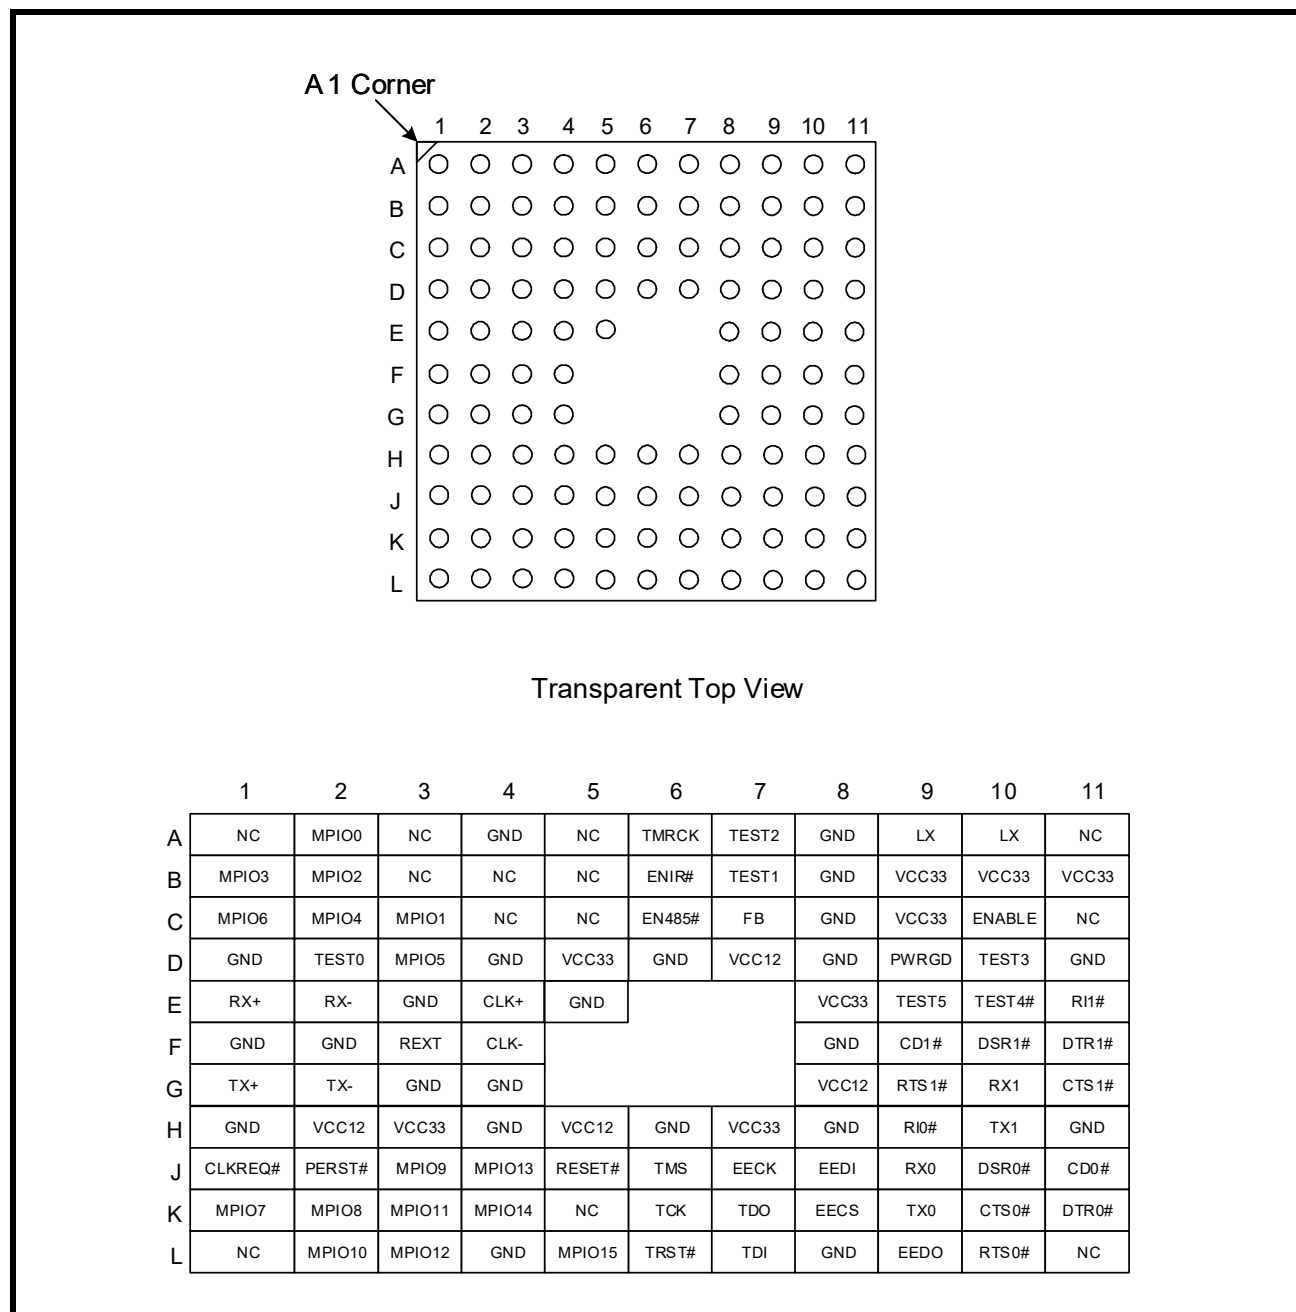 A1 Corner
1 2 3 4 5 6 7 8 9 10 11
A
B
C
D
E
F
G
H
J
K
L
Transparent Top View
1 2 3 4 5 6 7 8 9 10 11
A NC MPIO0 NC GND NC TMRCK TEST2 GND LX LX NC
B MPIO3 MPIO2 NC NC NC ENIR# TEST1 GND VCC33 VCC33 VCC33
C MPIO6 MPIO4 MPIO1 NC NC EN485# FB GND VCC33 ENABLE NC
D GND TEST0 MPIO5 GND VCC33 GND VCC12 GND PWRGD TEST3 GND
E RX+ RX- GND CLK+ GND VCC33 TEST5 TEST4# RI1#
F GND GND REXT CLK- GND CD1# DSR1# DTR1#
G TX+ TX- GND GND VCC12 RTS1# RX1 CTS1#
H GND VCC12 VCC33 GND VCC12 GND VCC33 GND RI0# TX1 GND
J CLKREQ# PERST# MPIO9 MPIO13 RESET# TMS EECK EEDI RX0 DSR0# CD0#
K MPIO7 MPIO8 MPIO11 MPIO14 NC TCK TDO EECS TX0 CTS0# DTR0#
L NC MPIO10 MPIO12 GND MPIO15 TRST# TDI GND EEDO RTS0# NC